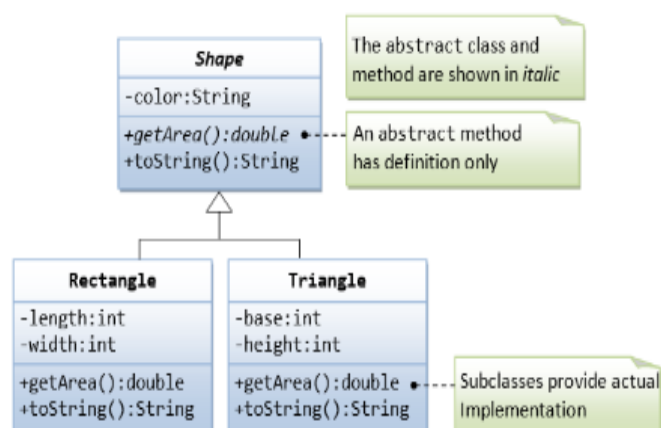 Shape
-color:String
+getArea():double
+toString():String
The abstract class and
method are shown in italic
An abstract method
has definition only
Rectangle
-length:int
-width:int
+getArea():double
+toString():String
Triangle
-base:int
-height:int
+getArea():double
+toString():String
Subclasses provide actual
Implementation